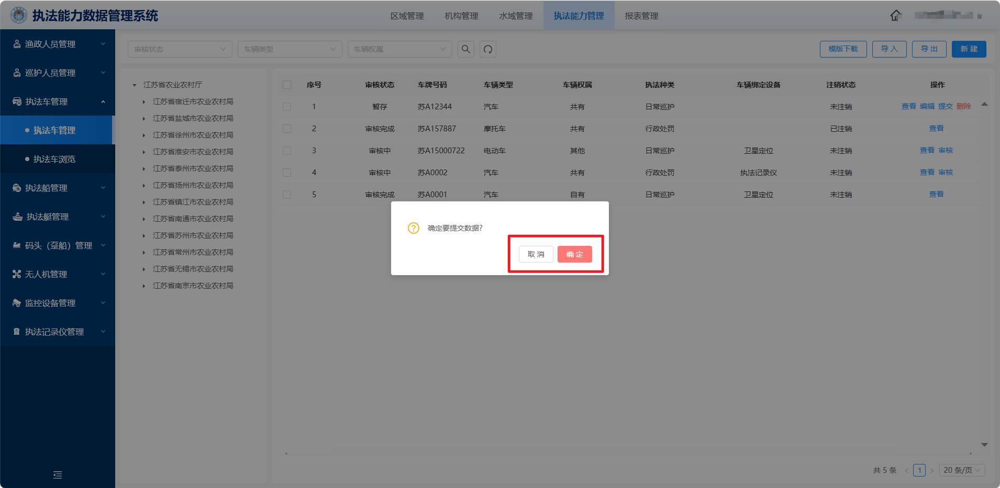 执法能力数据管理系统
区域管理 机构管理 水域管理 执法能力管理 报表管理
渔政人员管理
巡护人员管理
执法车管理
执法车管理
执法车浏览
执法船管理
执法艇管理
码头（趸船）管理
无人机管理
监控设备管理
执法记录仪管理
审核状态 车辆类型 车辆权属
模版下载 导入 导出 新建
江苏省农业农村厅
江苏省宿迁市农业农村局
江苏省盐城市农业农村局
江苏省徐州市农业农村局
江苏省淮安市农业农村局
江苏省泰州市农业农村局
江苏省扬州市农业农村局
江苏省镇江市农业农村局
江苏省南通市农业农村局
江苏省苏州市农业农村局
江苏省常州市农业农村局
江苏省无锡市农业农村局
江苏省南京市农业农村局
序号 审核状态 车牌号码 车辆类型 车辆权属 执法种类 车辆绑定设备 注销状态 操作
1 暂存 苏A12344 汽车 共有 日常巡护 未注销 查看 编辑 提交 删除
2 审核完成 苏A157887 摩托车 共有 行政处罚 已注销 查看
3 审核中 苏A15000722 电动车 其他 日常巡护 卫星定位 未注销 查看 审核
4 审核中 苏A0002 汽车 共有 行政处罚 执法记录仪 未注销 查看 审核
5 审核完成 苏A0001 汽车 自有 日常巡护 卫星定位 未注销 查看
确定要提交数据?
取消 确定
共 5 条 1 20 条/页